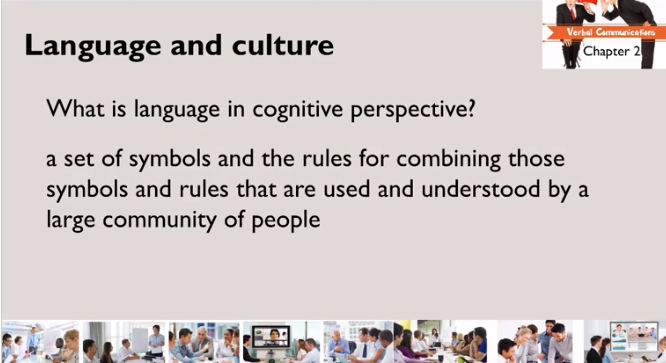 Language and culture
Verbal Communications
Chapter 2
What is language in cognitive perspective?
a set of symbols and the rules for combining those
symbols and rules that are used and understood by a
large community of people